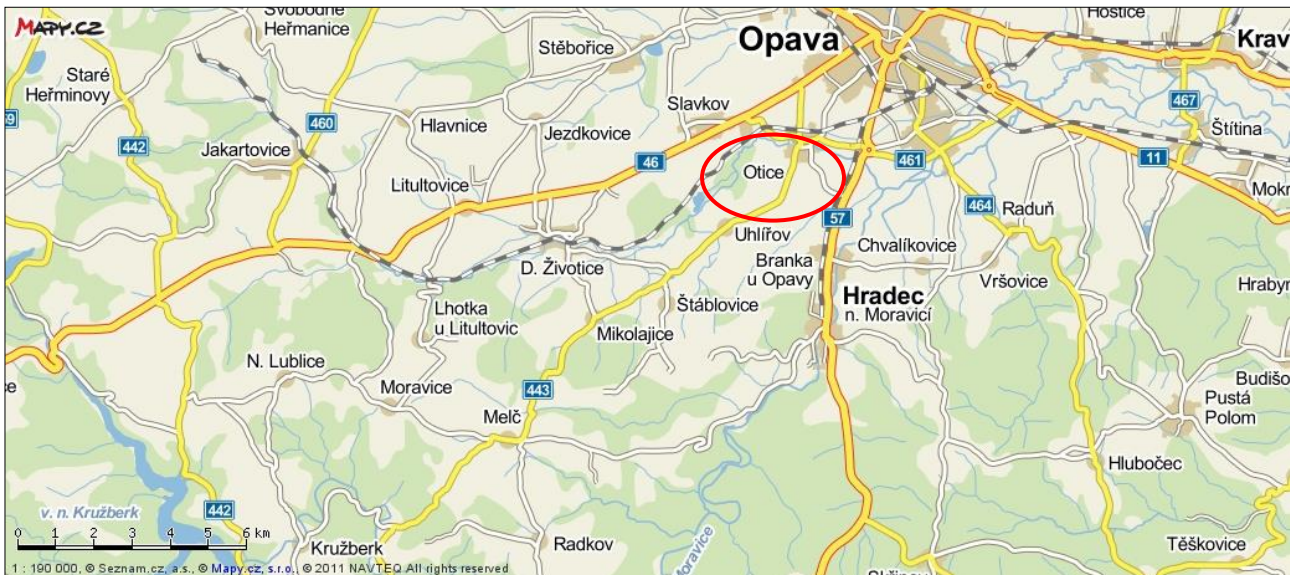 MAPY.CZ
Svobodné
Heřmanice
Hoštice
Opava
Krav
Stěbořice
Staré
Heřminovy
Slavkov
467
460
Hlavnice
Jezdkovice
Štítina
442
Jakartovice
46
461
11
Otice
Litultovice
Mokr
464
Raduň
57
Uhlířov
Chvalíkovice
Branka
u Opavy
D. Životice
Vršovice
Hradec
n. Moravicí
Hrabyn
Štáblovice
Lhotka
u Litultovic
Mikolajice
N. Lublice
Moravice
443
Budišo
Pustá
Polom
Melč
Hlubočec
442
v. n. Kružberk
0 1 2 3 4 5 6 km
Kružberk
Radkov
Moravice
Těškovice
1 : 190 000, © Seznam.cz, a.s., © Mapy.cz, s.r.o., © 2011 NAVTEQ All rights reserved